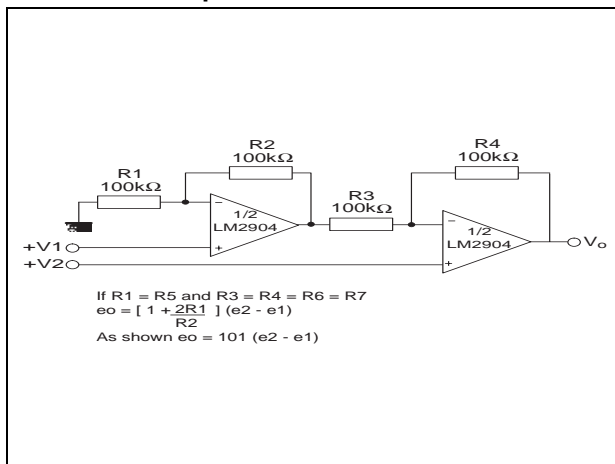 R1
100kΩ
R2
100kΩ
R3
100kΩ
R4
100kΩ
1/2
LM2904
1/2
LM2904
+V1
+V2
Vo
If R1 = R5 and R3 = R4 = R6 = R7
eo = [ 1 + 2R1 ] (e2 - e1)
R2
As shown eo = 101 (e2 - e1)